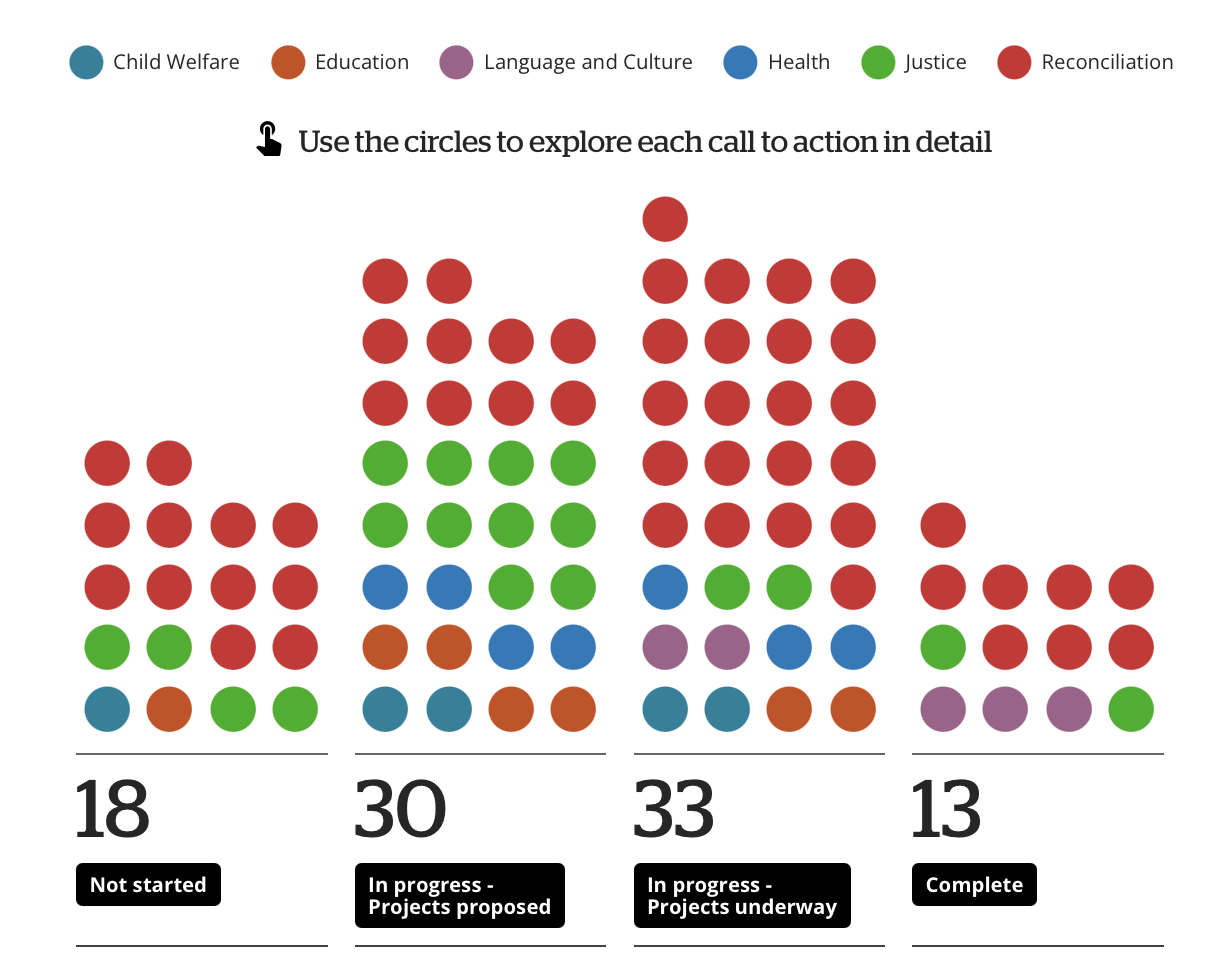 Child Welfare Education Language and Culture Health Justice Reconciliation
Use the circles to explore each call to action in detail
18
Not started
30
In progress -
Projects proposed
33
In progress -
Projects underway
13
Complete